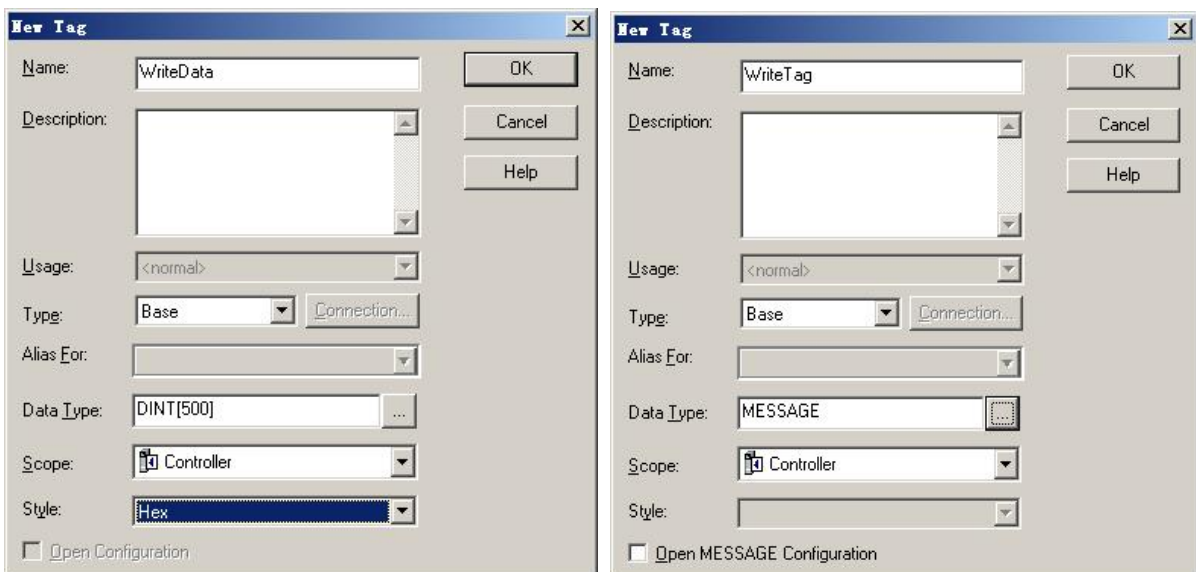 New Tag
Name:
WriteData
OK
Description:
Cancel
Help
Usage:
<normal>
Type:
Base
Connection...
Alias For:
Data Type:
DINT[500]
...
Scope:
Controller
Style:
Hex
Open Configuration
New Tag
Name:
WriteTag
OK
Description:
Cancel
Help
Usage:
<normal>
Type:
Base
Connection...
Alias For:
Data Type:
MESSAGE
...
Scope:
Controller
Style:
Open MESSAGE Configuration